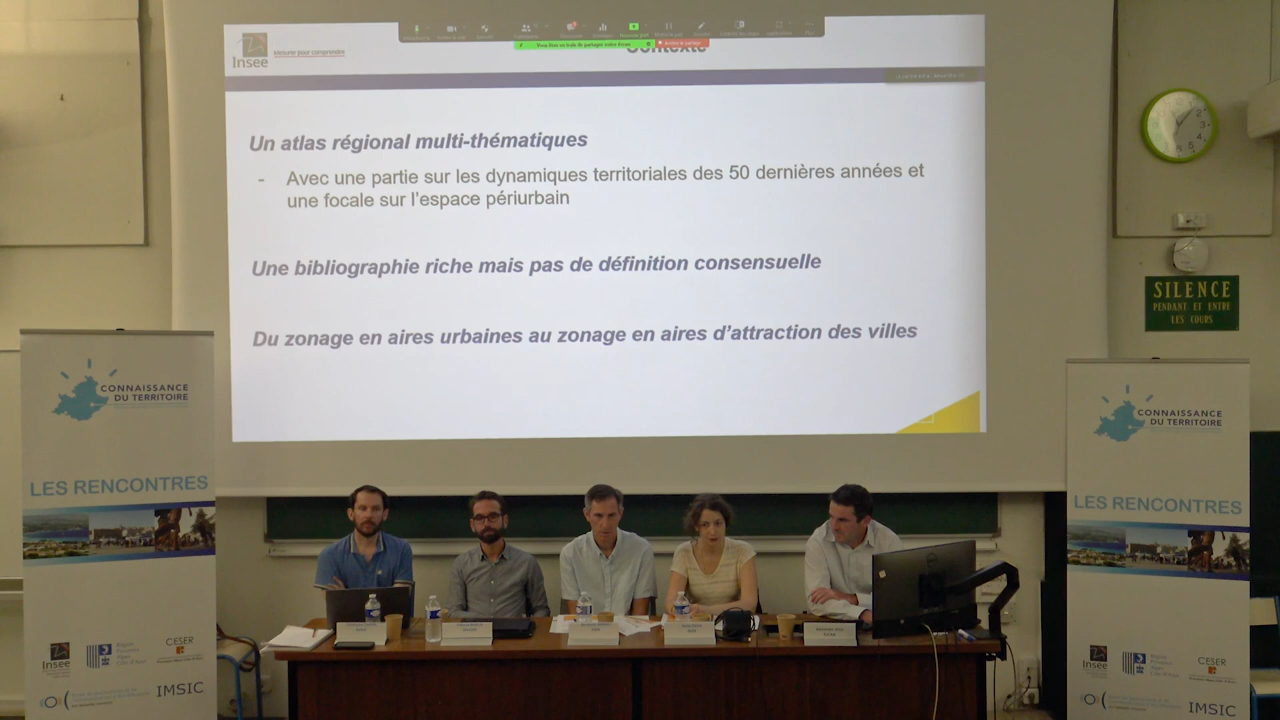 Insee
Mesurer pour comprendre
Contexte
Un atlas régional multi-thématiques
- Avec une partie sur les dynamiques territoriales des 50 dernières années et
une focale sur l'espace périurbain
Une bibliographie riche mais pas de définition consensuelle
Du zonage en aires urbaines au zonage en aires d'attraction des villes
SILENCE
PENDANT ET ENTRE
LES COURS
CONNAISSANCE
DU TERRITOIRE
LES RENCONTRES
Insee
CESER
IMSIC
CONNAISSANCE
DU TERRITOIRE
LES RENCONTRES
Insee
CESER
IMSIC